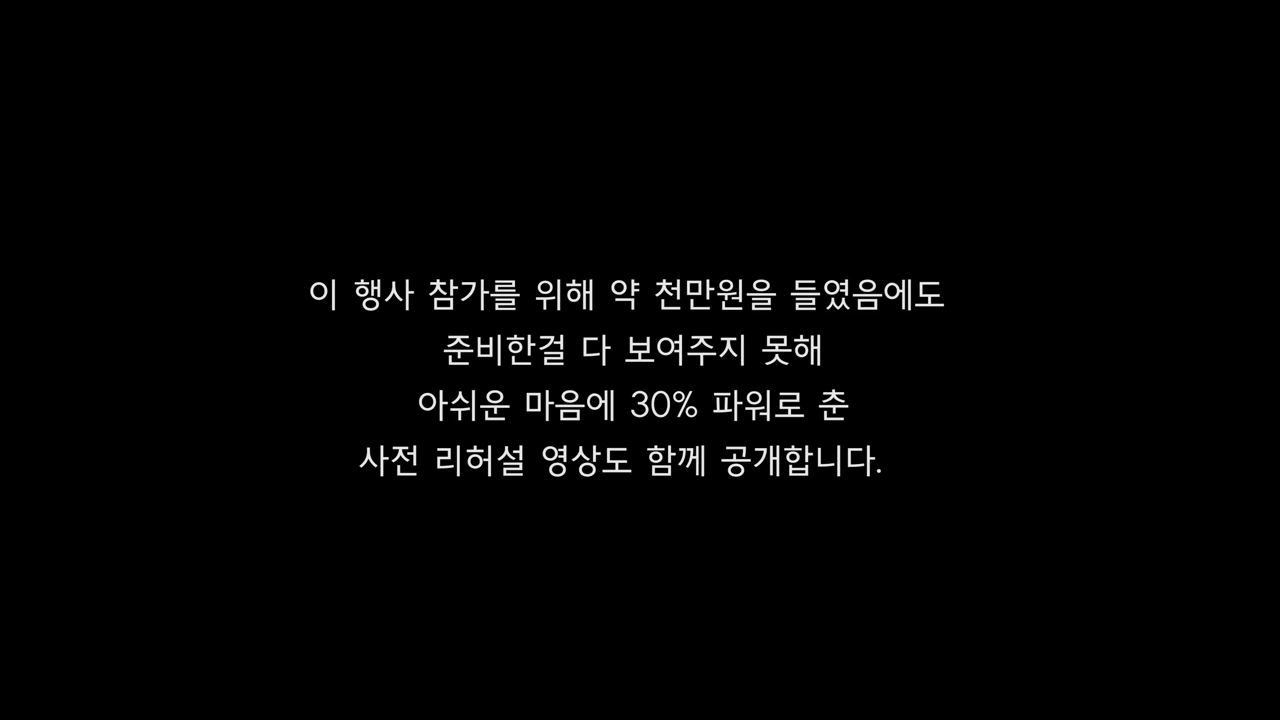 이 행사 참가를 위해 약 천만원을 들였음에도
준비한걸 다 보여주지 못해
아쉬운 마음에 30% 파워로 춘
사전 리허설 영상도 함께 공개합니다.